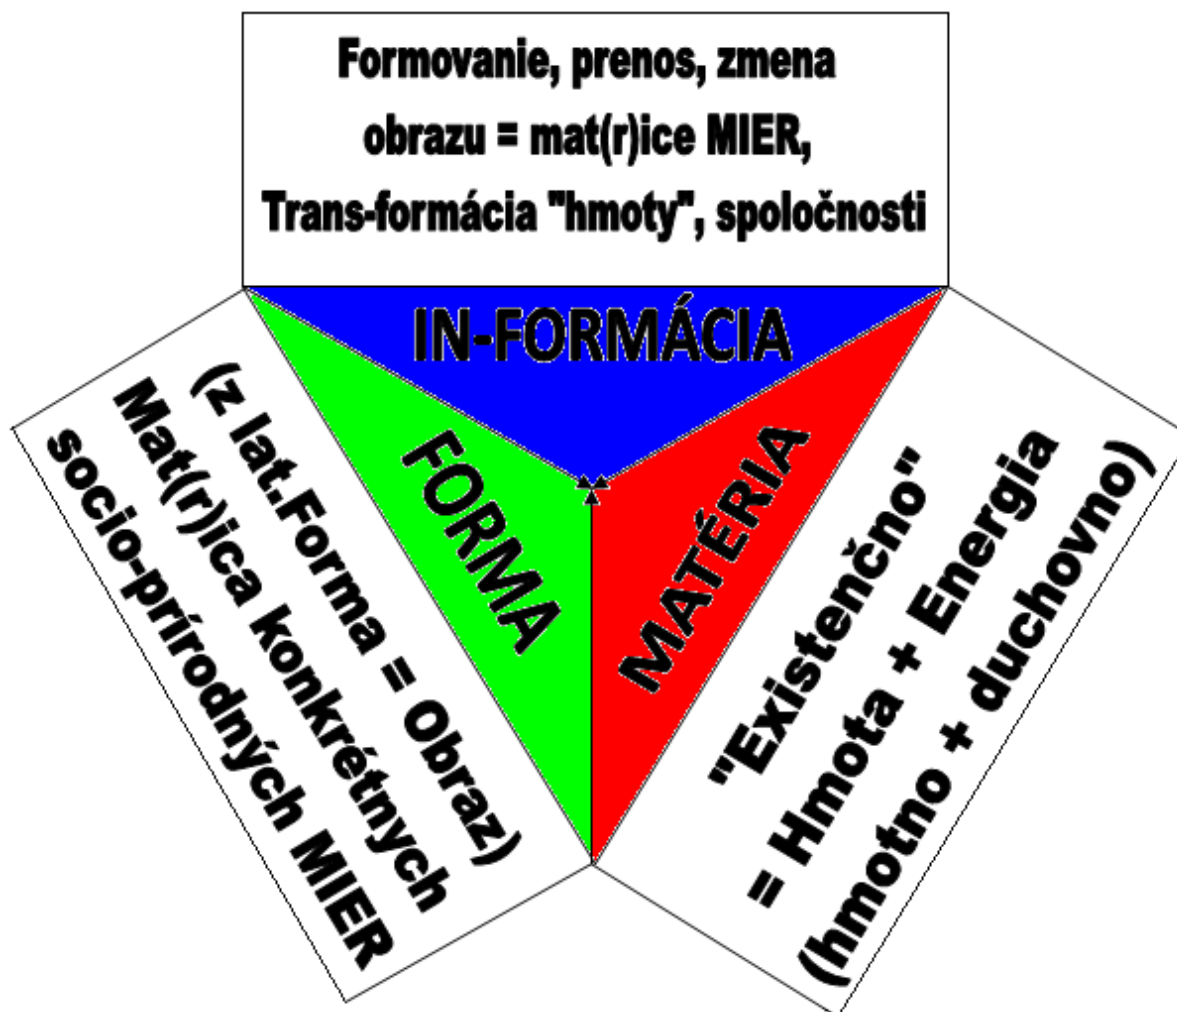 Formovanie, prenos, zmena
obrazu = mat(r)ice MIER,
Trans-formácia "hmoty", spoločnosti
IN-FORMÁCIA
FORMA
MATÉRIA
(z lat.Forma = Obraz)
Mat(r)ica konkrétnych
socio-prírodných MIER
"Existenčno"
= Hmota + Energia
(hmotno + duchovno)